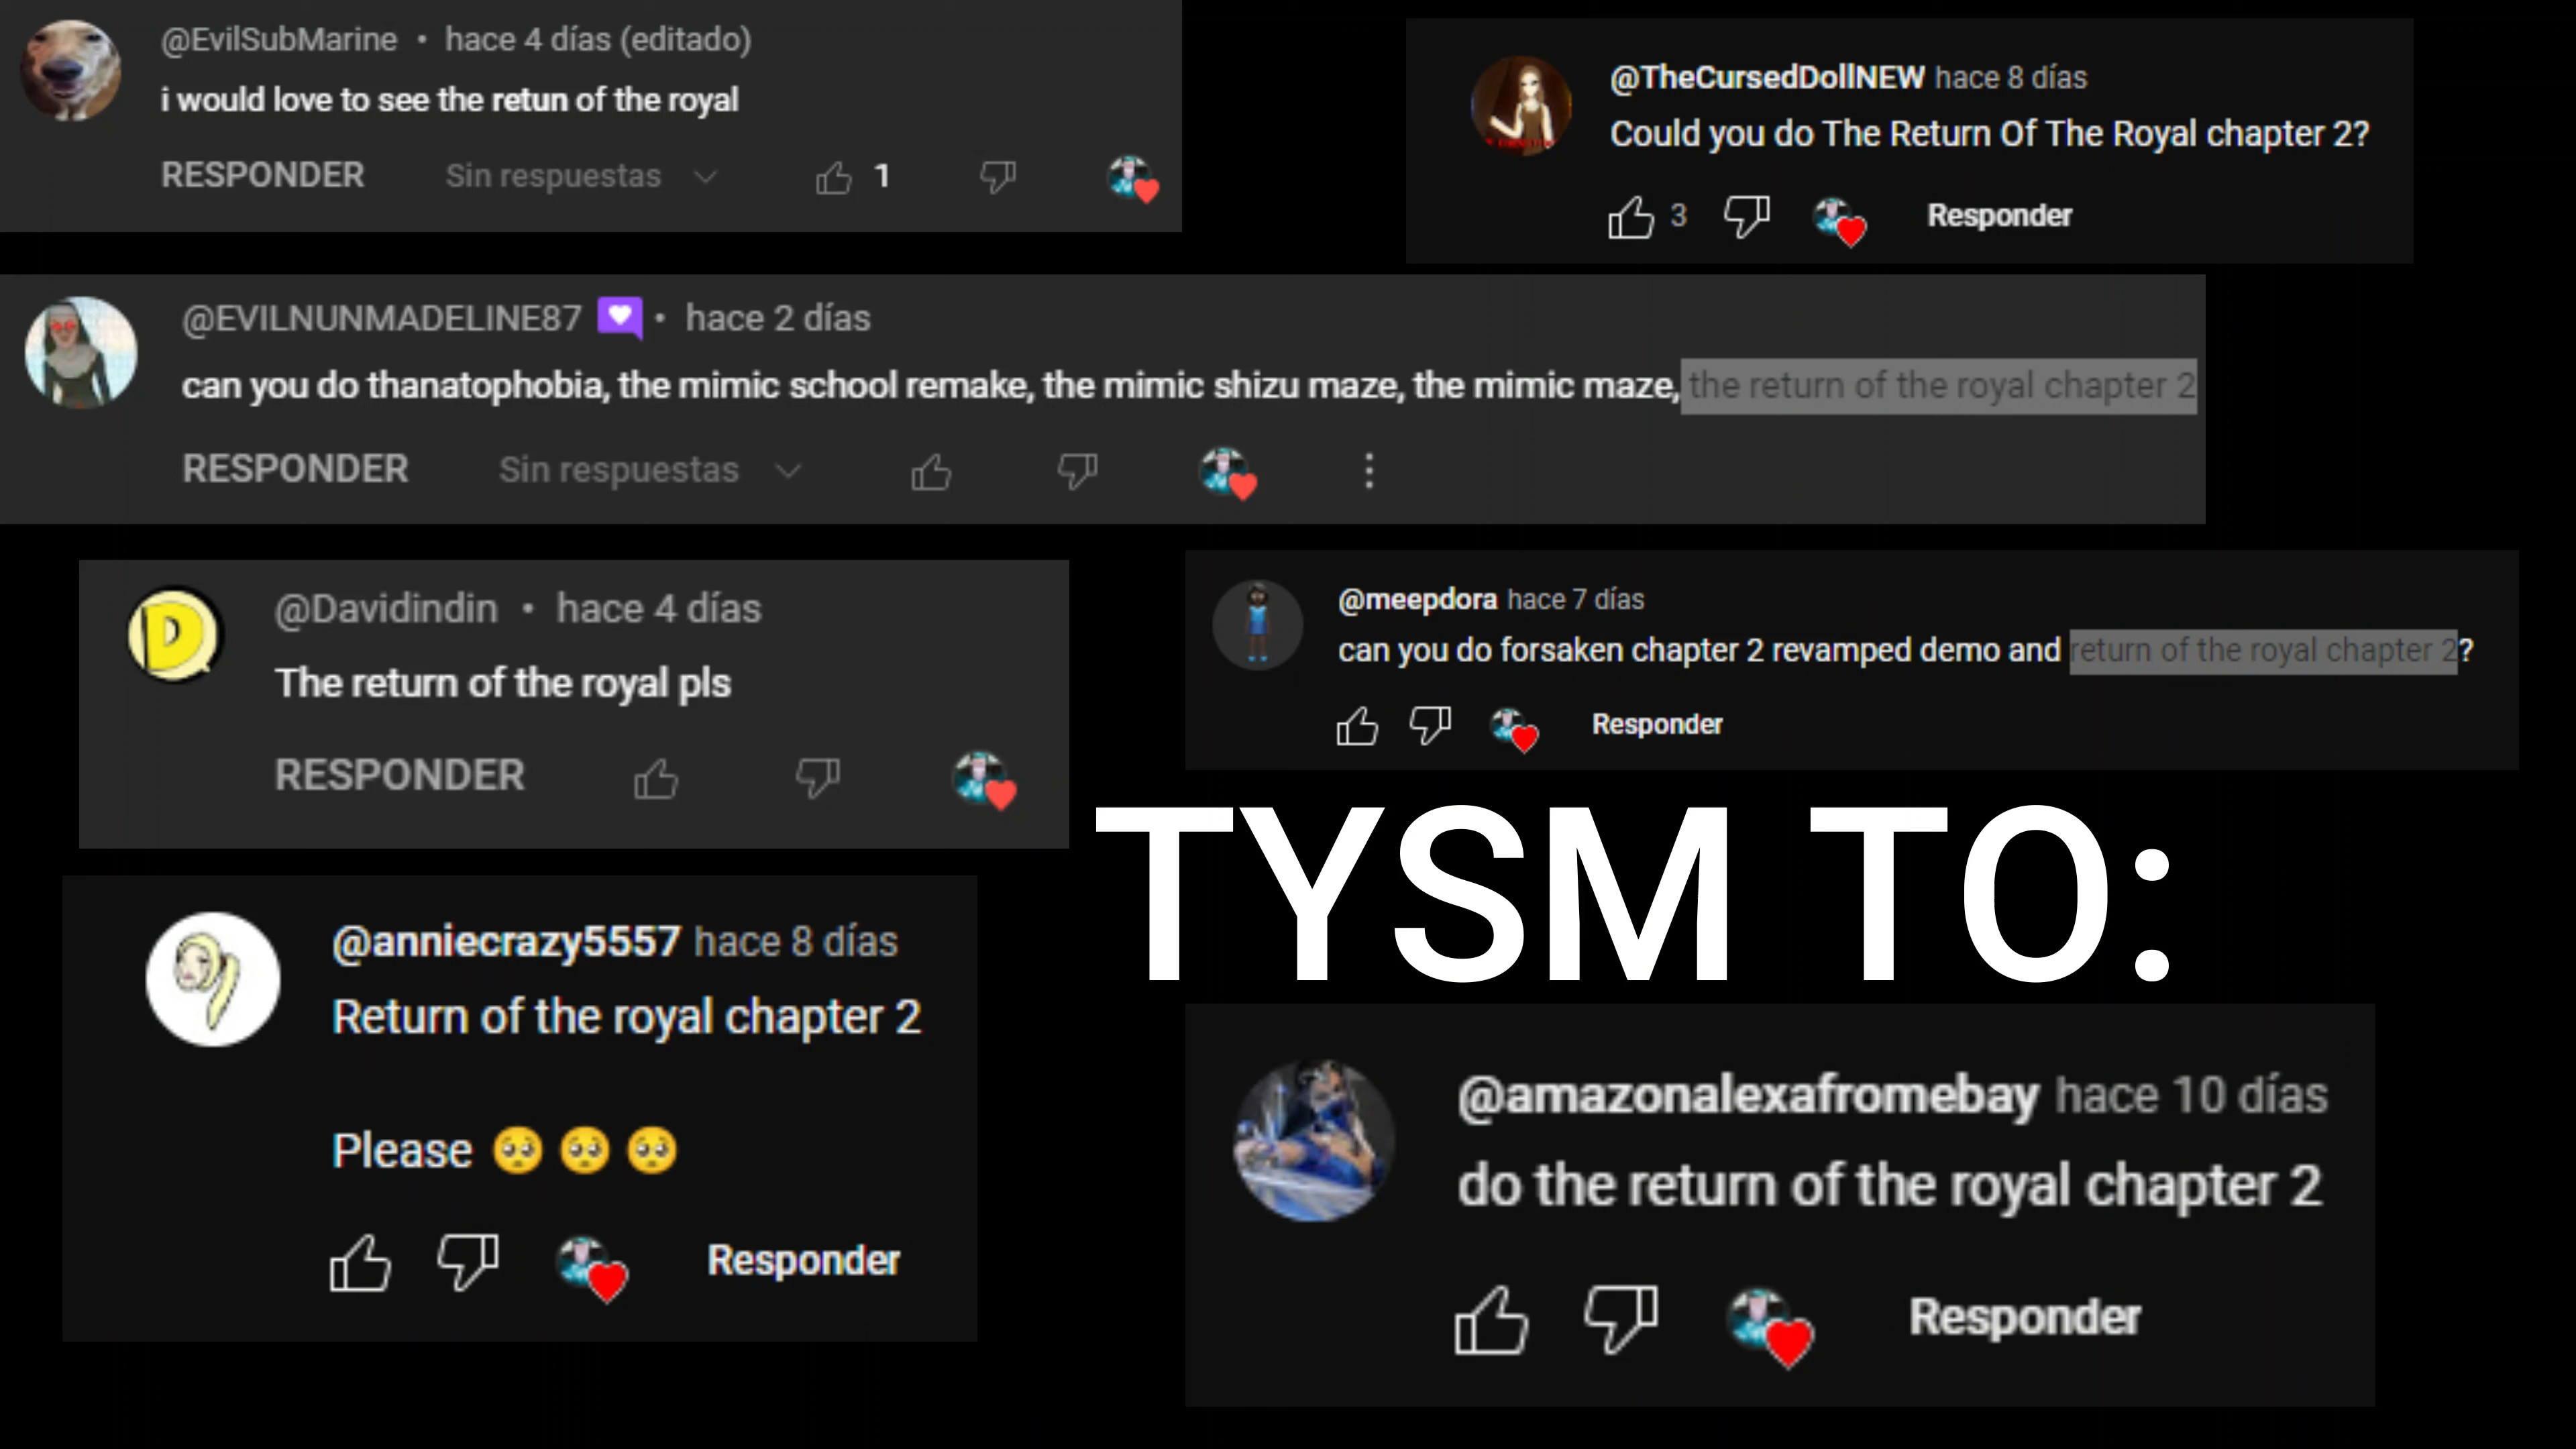 @EvilSubMarine • hace 4 días (editado)
i would love to see the retun of the royal
RESPONDER Sin respuestas 1
@TheCursedDollNEW hace 8 días
Could you do The Return Of The Royal chapter 2?
3 Responder
@EVILNUNMADELINE87 • hace 2 días
can you do thanatophobia, the mimic school remake, the mimic shizu maze, the mimic maze, the return of the royal chapter 2
RESPONDER Sin respuestas
@Davidindin • hace 4 días
The return of the royal pls
RESPONDER
@meepdora hace 7 días
can you do forsaken chapter 2 revamped demo and return of the royal chapter 2?
Responder
TYSM TO:
@anniecrazy5557 hace 8 días
Return of the royal chapter 2
Please 🥺 🥺 🥺
Responder
@amazonalexafromebay hace 10 días
do the return of the royal chapter 2
Responder